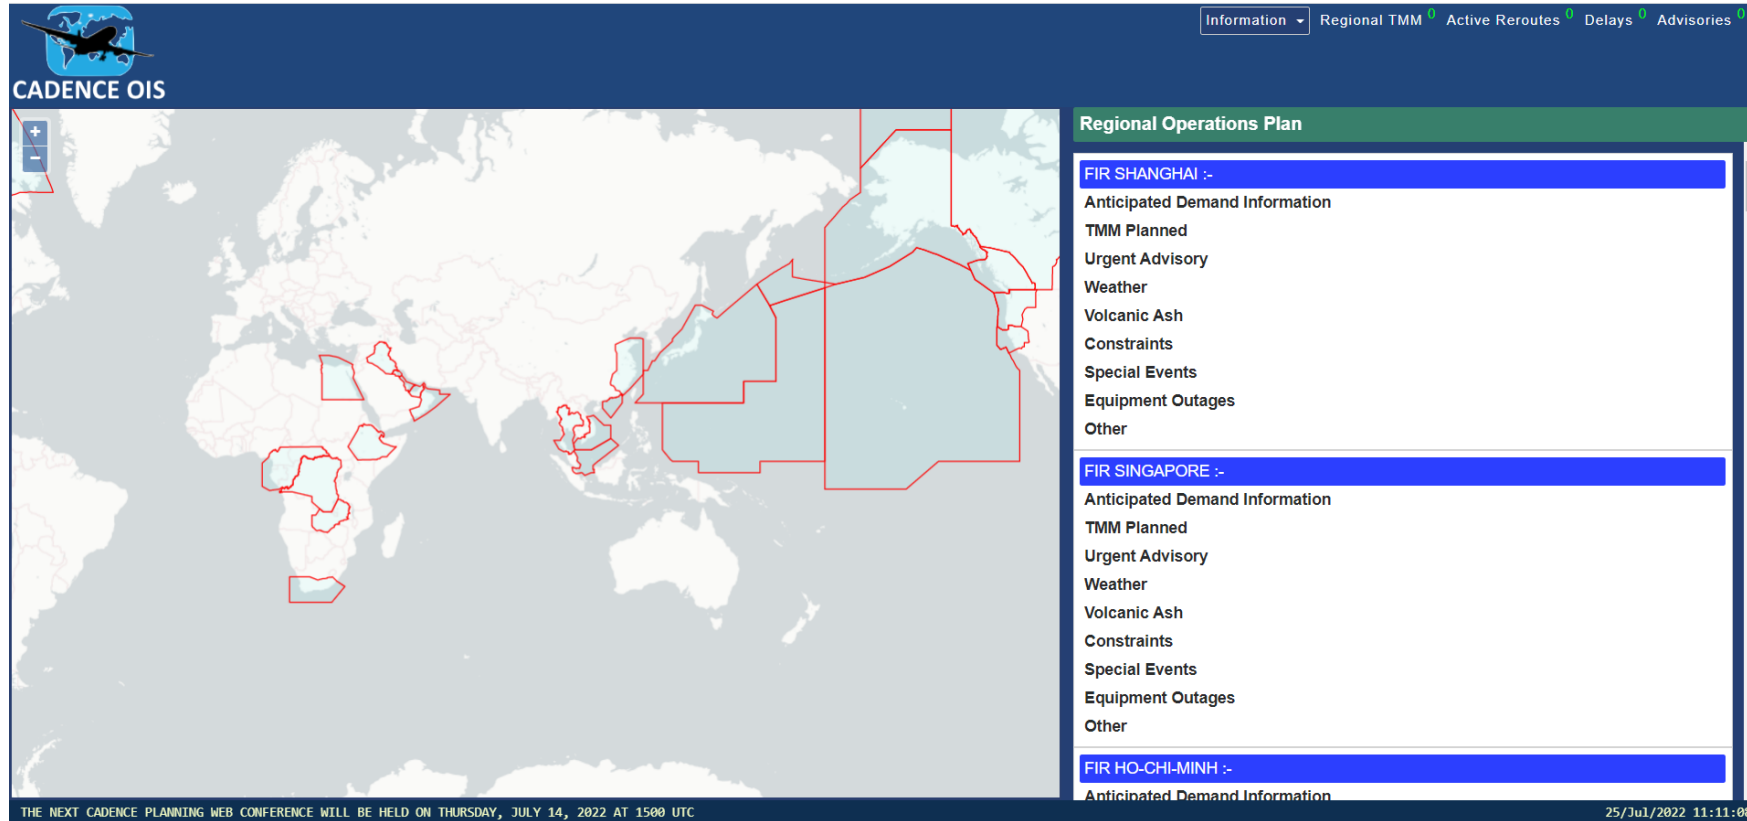 Information
Regional TMM 0 Active Reroutes 0 Delays 0 Advisories 0
CADENCE OIS
+
−
Regional Operations Plan
FIR SHANGHAI :-
Anticipated Demand Information
TMM Planned
Urgent Advisory
Weather
Volcanic Ash
Constraints
Special Events
Equipment Outages
Other
FIR SINGAPORE :-
Anticipated Demand Information
TMM Planned
Urgent Advisory
Weather
Volcanic Ash
Constraints
Special Events
Equipment Outages
Other
FIR HO-CHI-MINH :-
Anticipated Demand Information
THE NEXT CADENCE PLANNING WEB CONFERENCE WILL BE HELD ON THURSDAY, JULY 14, 2022 AT 1500 UTC
25/Jul/2022 11:11:08